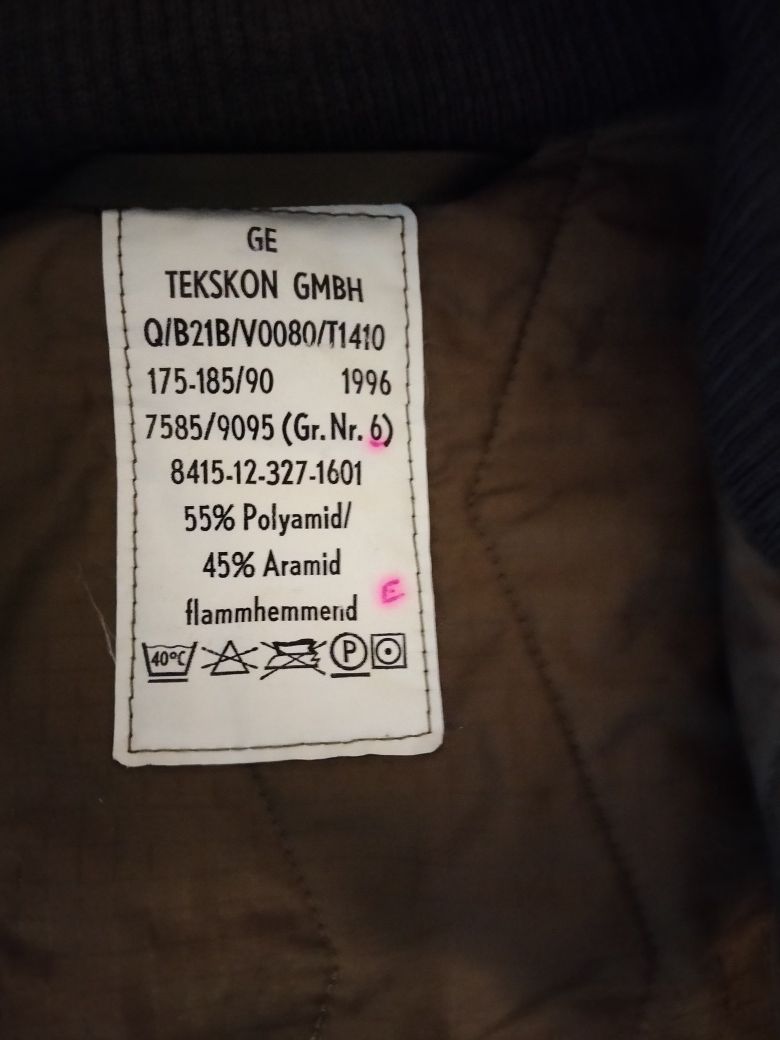 GE
TEKSKON GMBH
Q/B21B/V0080/T1410
175-185/90 1996
7585/9095 (Gr. Nr. 6)
8415-12-327-1601
55% Polyamid/
45% Aramid
E
flammhemmend
40°C P